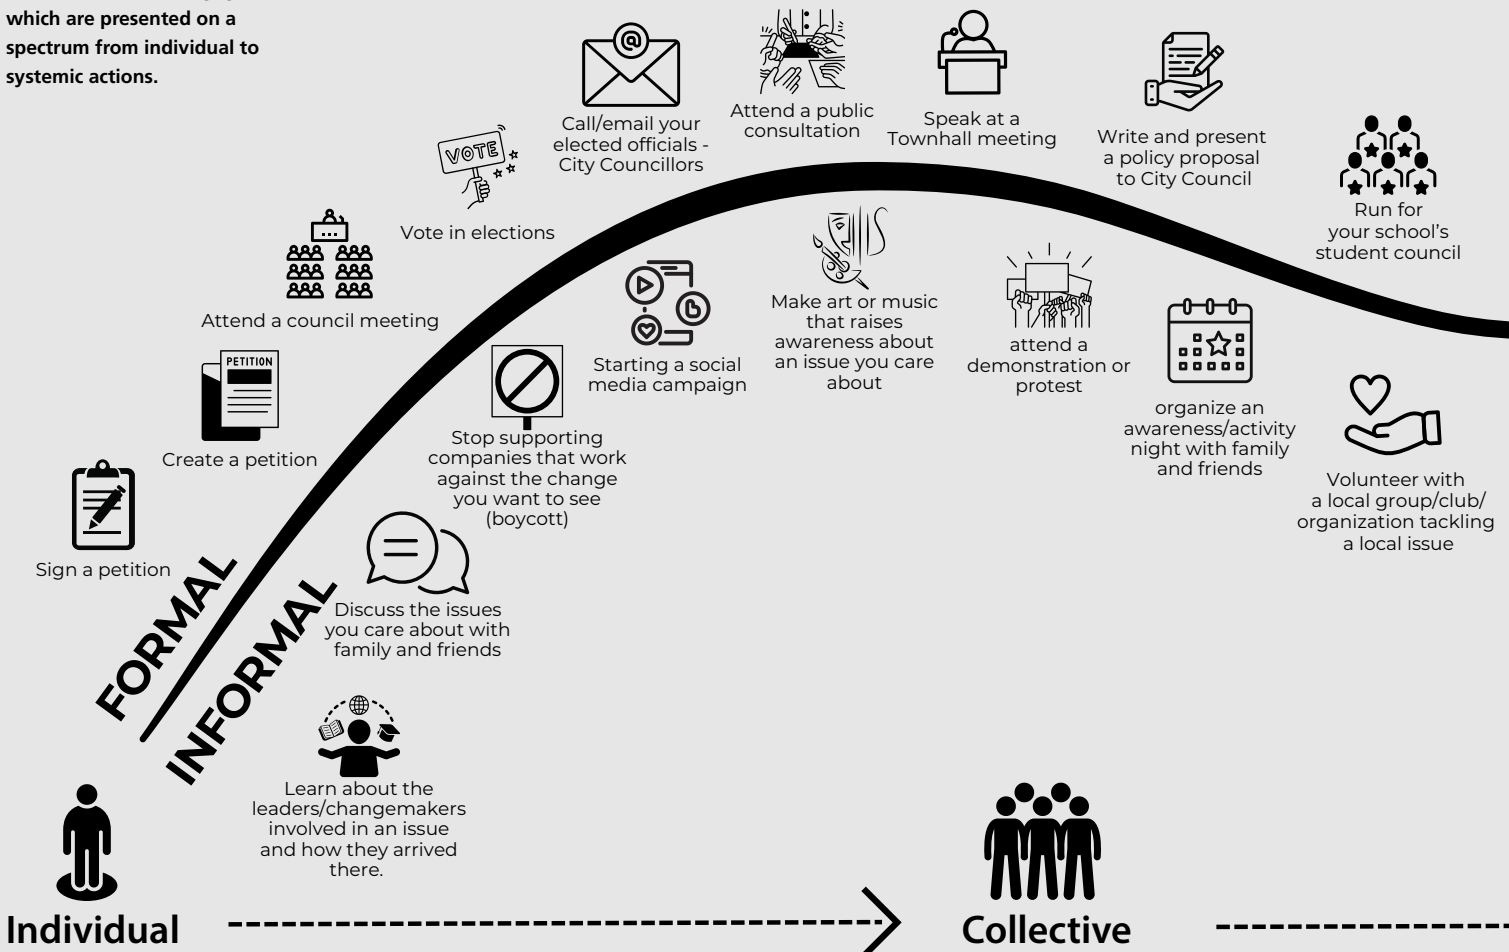 which are presented on a
spectrum from individual to
systemic actions.
Call/email your
elected officials -
City Councillors
Attend a public
consultation
Speak at a
Townhall meeting
Write and present
a policy proposal
to City Council
Run for
your school's
student council
VOTE
Vote in elections
Attend a council meeting
PETITION
Create a petition
Sign a petition
FORMAL
INFORMAL
Make art or music
that raises
awareness about
an issue you care
about
Starting a social
media campaign
attend a
demonstration or
protest
organize an
awareness/activity
night with family
and friends
Volunteer with
a local group/club/
organization tackling
a local issue
Stop supporting
companies that work
against the change
you want to see
(boycott)
Discuss the issues
you care about with
family and friends
Learn about the
leaders/changemakers
involved in an issue
and how they arrived
there.
Individual
Collective